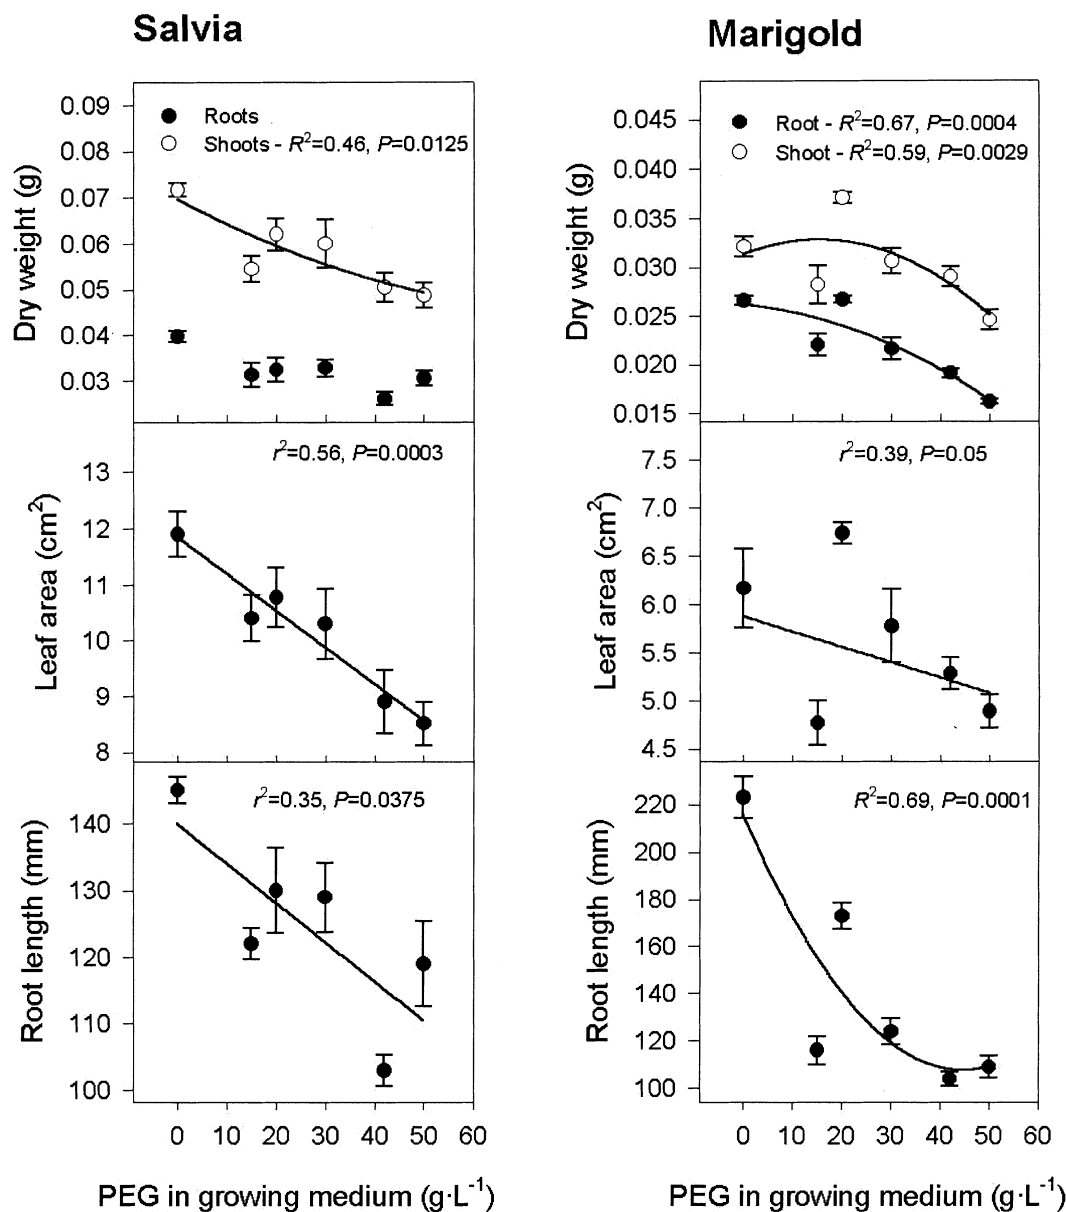 Salvia
Marigold
0.09
0.08
0.07
0.06
0.05
0.04
0.03
Dry weight (g)
Roots
Shoots - R²=0.46, P=0.0125
0.045
0.040
0.035
0.030
0.025
0.020
0.015
Dry weight (g)
Root - R²=0.67, P=0.0004
Shoot - R²=0.59, P=0.0029
13
12
11
10
9
8
Leaf area (cm²)
r²=0.56, P=0.0003
7.5
7.0
6.5
6.0
5.5
5.0
4.5
Leaf area (cm²)
r²=0.39, P=0.05
140
130
120
110
100
Root length (mm)
r²=0.35, P=0.0375
220
200
180
160
140
120
100
Root length (mm)
R²=0.69, P=0.0001
0 10 20 30 40 50 60
0 10 20 30 40 50 60
PEG in growing medium (g·L⁻¹)
PEG in growing medium (g·L⁻¹)